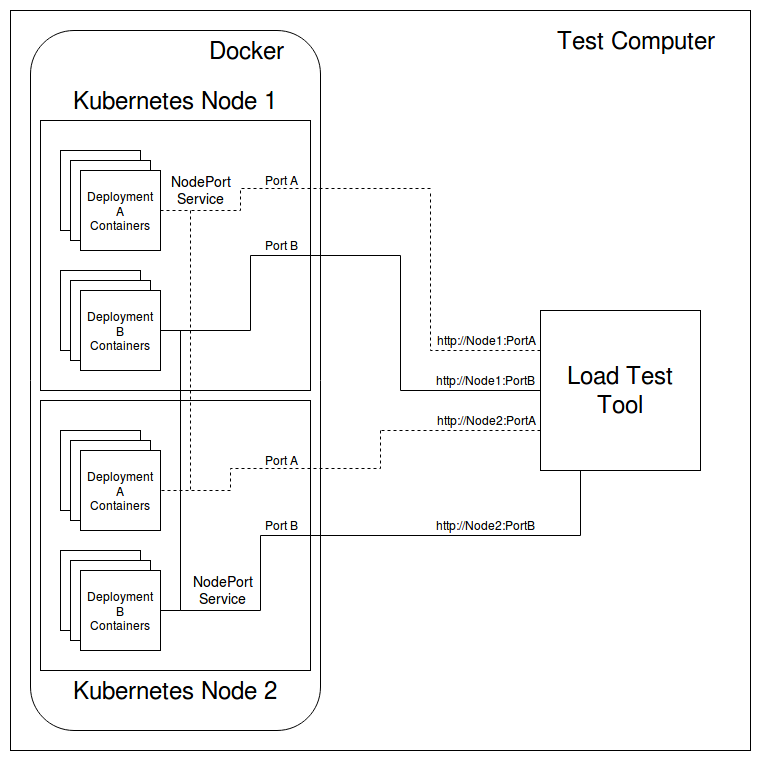 Docker
Test Computer
Kubernetes Node 1
Deployment
A
Containers
NodePort
Service
Port A
Port B
Deployment
B
Containers
http://Node1:PortA
http://Node1:PortB
http://Node2:PortA
Load Test
Tool
Deployment
A
Containers
Port A
Port B
http://Node2:PortB
Deployment
B
Containers
NodePort
Service
Kubernetes Node 2